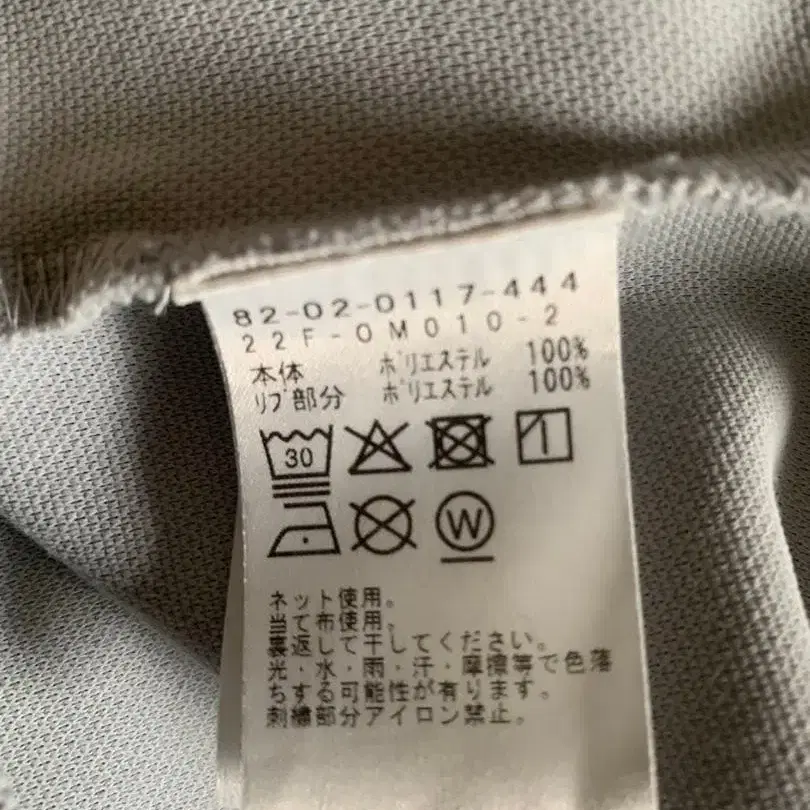 82-02-0117-444
22F-OM010-2
本体 ポリエステル 100%
リブ部分 ポリエステル 100%
30
W
ネット使用。
当て布使用。
裏返して干してください。
光・水・雨・汗・摩擦等で色落
ちする可能性が有ります。
刺繍部分アイロン禁止。